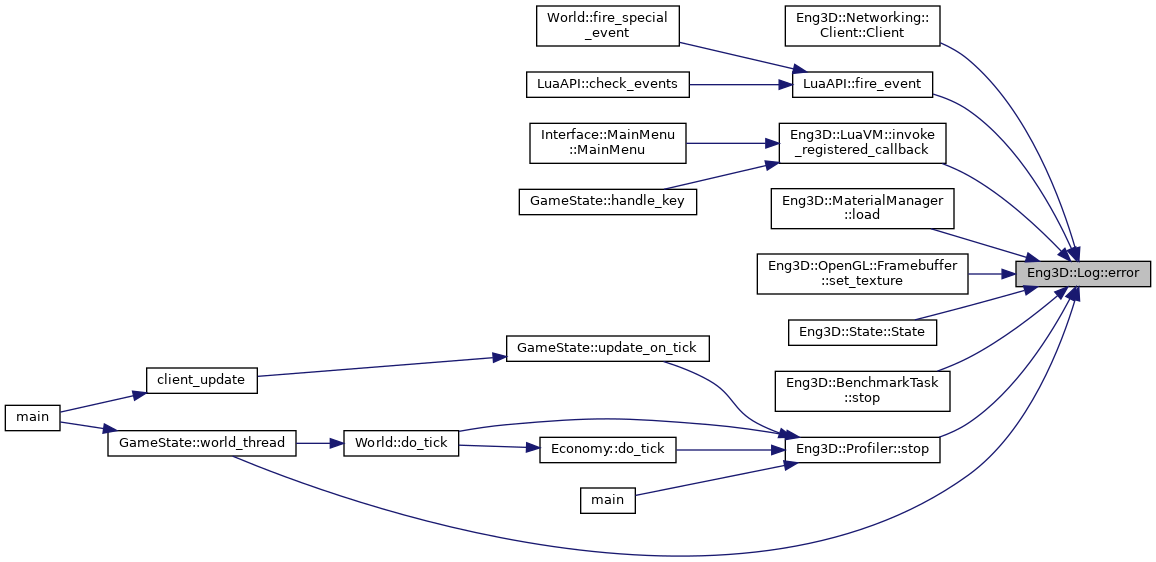 World::fire_special
_event
Eng3D::Networking::
Client::Client
LuaAPI::check_events
LuaAPI::fire_event
Interface::MainMenu
::MainMenu
Eng3D::LuaVM::invoke
_registered_callback
GameState::handle_key
Eng3D::MaterialManager
::load
Eng3D::OpenGL::Framebuffer
::set_texture
Eng3D::Log::error
Eng3D::State::State
GameState::update_on_tick
client_update
Eng3D::BenchmarkTask
::stop
main
GameState::world_thread
World::do_tick
Economy::do_tick
Eng3D::Profiler::stop
main